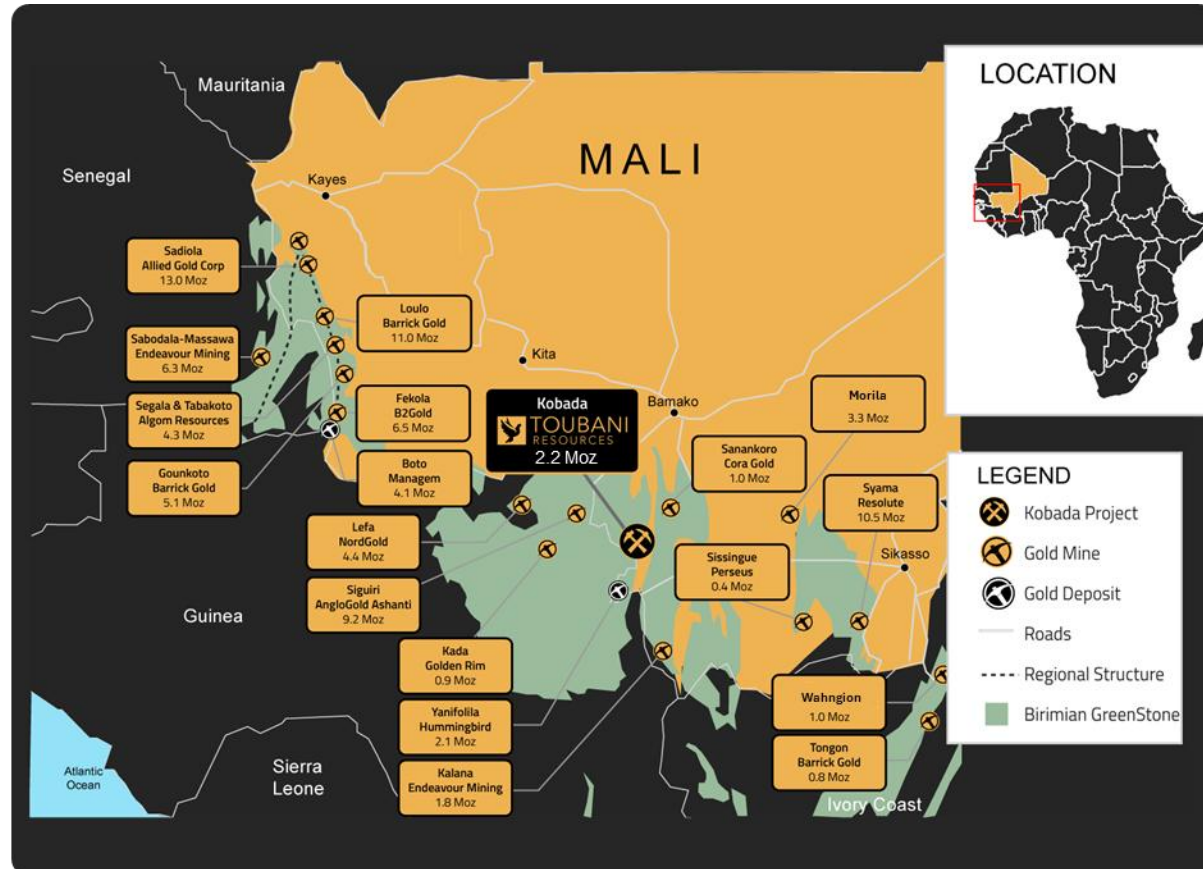 Mauritania
Senegal
MALI
Kayes
Sadiola
Allied Gold Corp
13.0 Moz
Loulo
Barrick Gold
11.0 Moz
Sabodala-Massawa
Endeavour Mining
6.3 Moz
Kita
Segala & Tabakoto
Algom Resources
4.3 Moz
Fekola
B2Gold
6.5 Moz
Kobada
TOUBANI
RESOURCES
2.2 Moz
Bamako
Morila
3.3 Moz
Gounkoto
Barrick Gold
5.1 Moz
Boto
Managem
4.1 Moz
Sanankoro
Cora Gold
1.0 Moz
Syama
Resolute
10.5 Moz
Lefa
NordGold
4.4 Moz
Sissingue
Perseus
0.4 Moz
Sikasso
Siguiri
AngloGold Ashanti
9.2 Moz
Guinea
Kada
Golden Rim
0.9 Moz
Yanifolila
Hummingbird
2.1 Moz
Wahngion
1.0 Moz
Tongon
Barrick Gold
0.8 Moz
Kalana
Endeavour Mining
1.8 Moz
Atlantic
Ocean
Sierra
Leone
Ivory Coast
LOCATION
LEGEND
Kobada Project
Gold Mine
Gold Deposit
Roads
Regional Structure
Birimian GreenStone